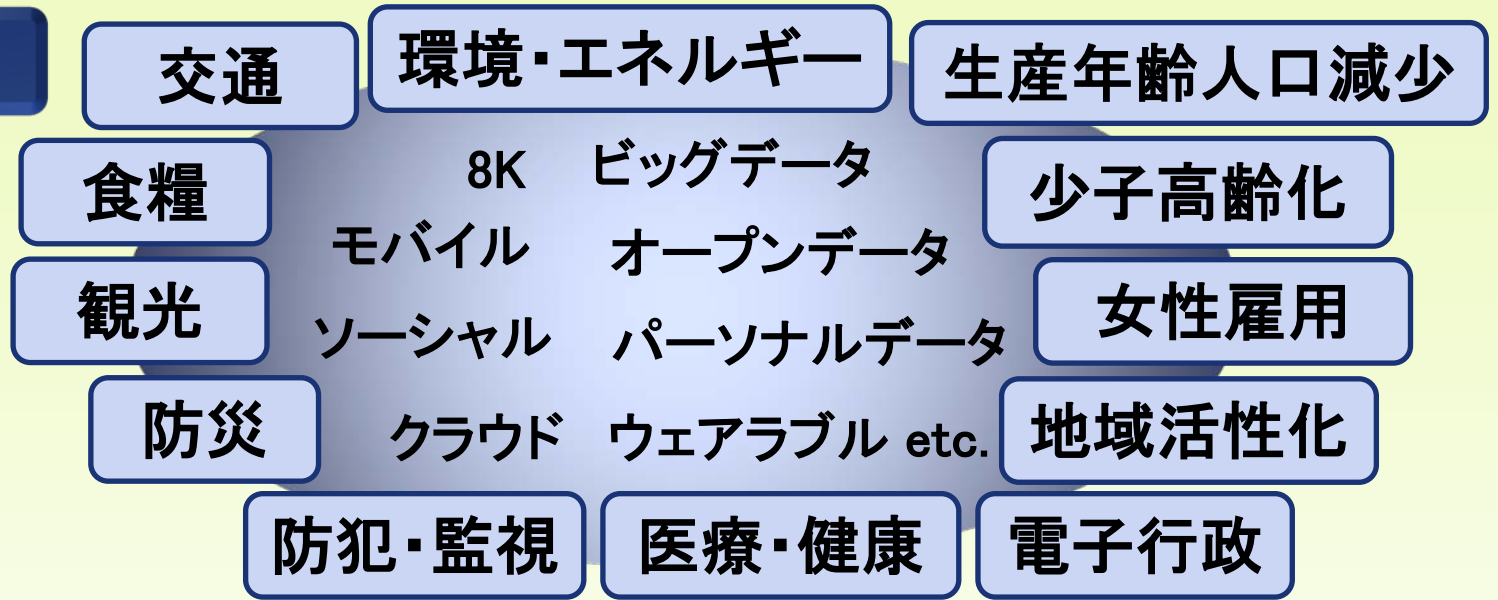 交通
環境・エネルギー
生産年齢人口減少
食糧
8K ビッグデータ
少子高齢化
モバイル オープンデータ
観光
ソーシャル パーソナルデータ
女性雇用
防災
クラウド ウェアラブル etc.
地域活性化
防犯・監視
医療・健康
電子行政